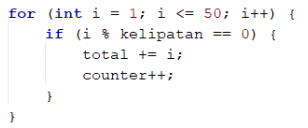 for (int i = 1; i <= 50; i++) {
    if (i % kelipatan == 0) {
        total += i;
        counter++;
    }
}